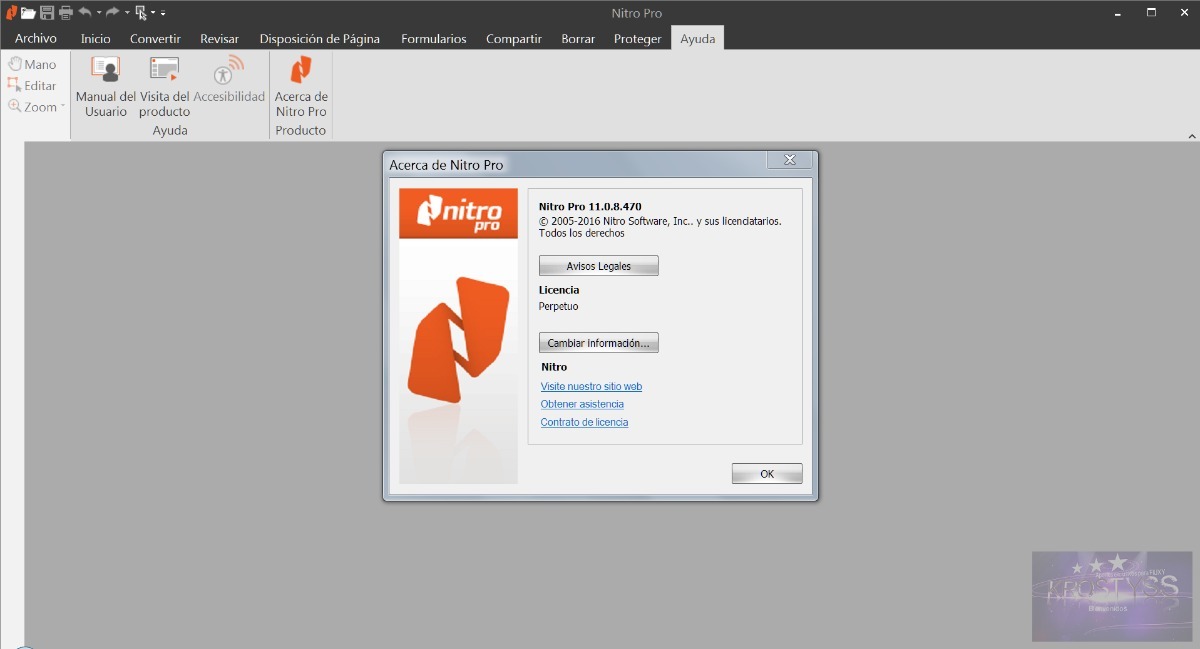 Nitro Pro
Archivo Inicio Convertir Revisar Disposición de Página Formularios Compartir Borrar Proteger Ayuda
Mano
Editar
Zoom
Manual del Usuario
Visita del producto
Accesibilidad
Acerca de Nitro Pro
Ayuda
Producto
Acerca de Nitro Pro
nitro
pro
Nitro Pro 11.0.8.470
© 2005-2016 Nitro Software, Inc.. y sus licenciatarios.
Todos los derechos
Avisos Legales
Licencia
Perpetuo
Cambiar información...
Nitro
Visite nuestro sitio web
Obtener asistencia
Contrato de licencia
OK
KROSTYSS
Bienvenidos